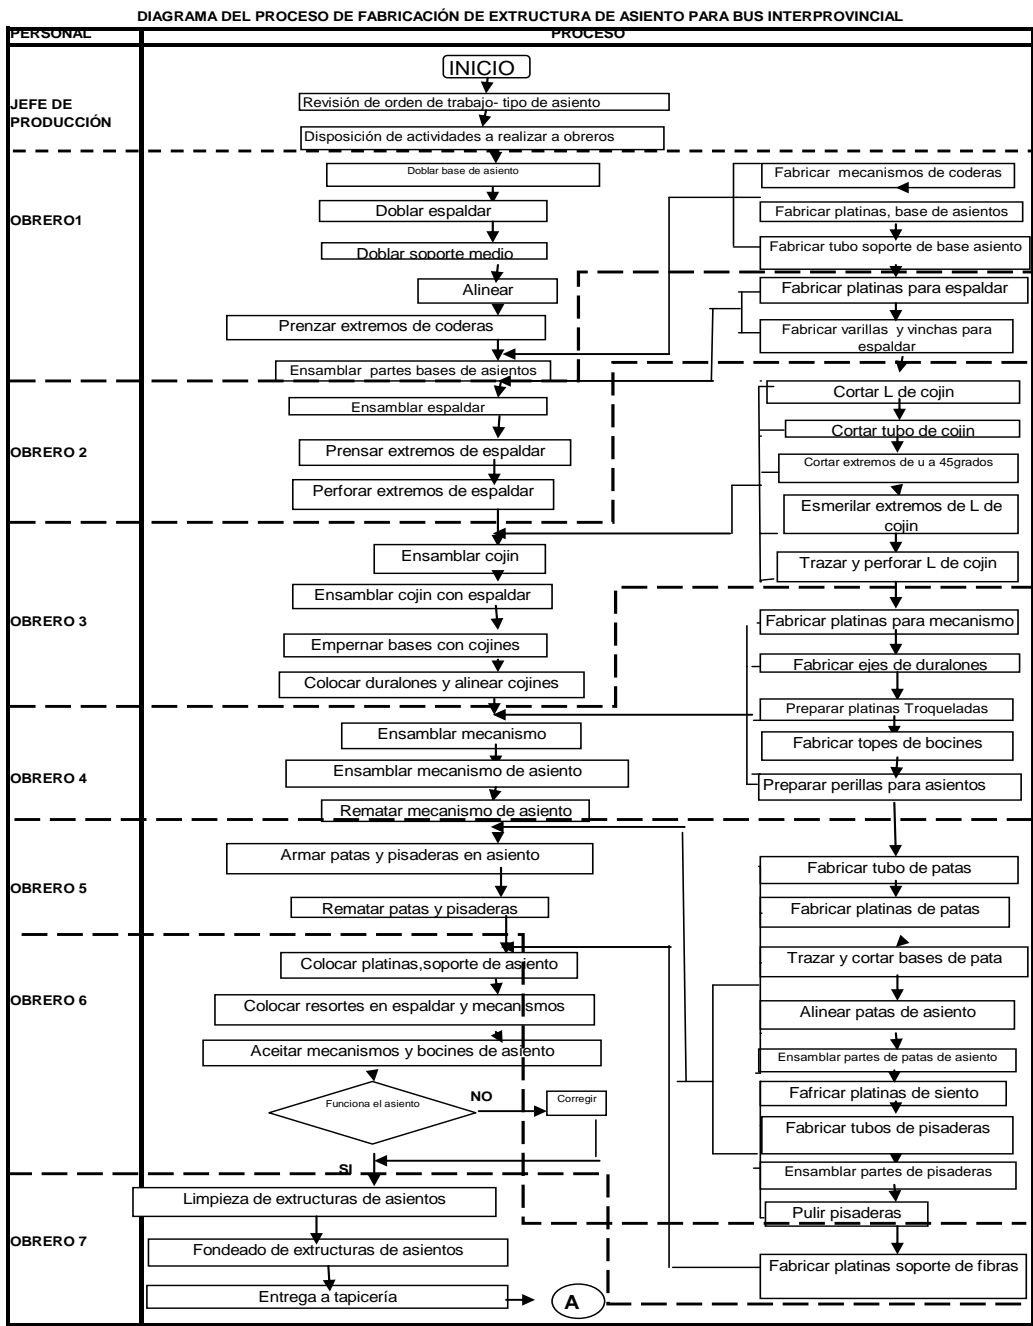 DIAGRAMA DEL PROCESO DE FABRICACIÓN DE EXTRUCTURA DE ASIENTO PARA BUS INTERPROVINCIAL
PERSONAL
PROCESO
INICIO
JEFE DE
PRODUCCIÓN
Revisión de orden de trabajo- tipo de asiento
Disposición de actividades a realizar a obreros
OBRERO1
Doblar base de asiento
Doblar espaldar
Doblar soporte medio
Alinear
Prenzar extremos de coderas
Ensamblar partes bases de asientos
Fabricar mecanismos de coderas
Fabricar platinas, base de asientos
Fabricar tubo soporte de base asiento
Fabricar platinas para espaldar
Fabricar varillas y vinchas para
espaldar
OBRERO 2
Ensamblar espaldar
Prensar extremos de espaldar
Perforar extremos de espaldar
Cortar L de cojin
Cortar tubo de cojin
Cortar extremos de u a 45grados
Esmerilar extremos de L de
cojin
Trazar y perforar L de cojin
OBRERO 3
Ensamblar cojin
Ensamblar cojin con espaldar
Empernar bases con cojines
Colocar duralones y alinear cojines
Fabricar platinas para mecanismo
Fabricar ejes de duralones
Preparar platinas Troqueladas
Fabricar topes de bocines
Preparar perillas para asientos
OBRERO 4
Ensamblar mecanismo
Ensamblar mecanismo de asiento
Rematar mecanismo de asiento
OBRERO 5
Armar patas y pisaderas en asiento
Rematar patas y pisaderas
Fabricar tubo de patas
Fabricar platinas de patas
Trazar y cortar bases de pata
Alinear patas de asiento
Ensamblar partes de patas de asiento
Fafricar platinas de siento
Fabricar tubos de pisaderas
Ensamblar partes de pisaderas
Pulir pisaderas
OBRERO 6
Colocar platinas,soporte de asiento
Colocar resortes en espaldar y mecanismos
Aceitar mecanismos y bocines de asiento
Funciona el asiento
NO
Corregir
SI
OBRERO 7
Limpieza de extructuras de asientos
Fondeado de extructuras de asientos
Entrega a tapicería
A
Fabricar platinas soporte de fibras